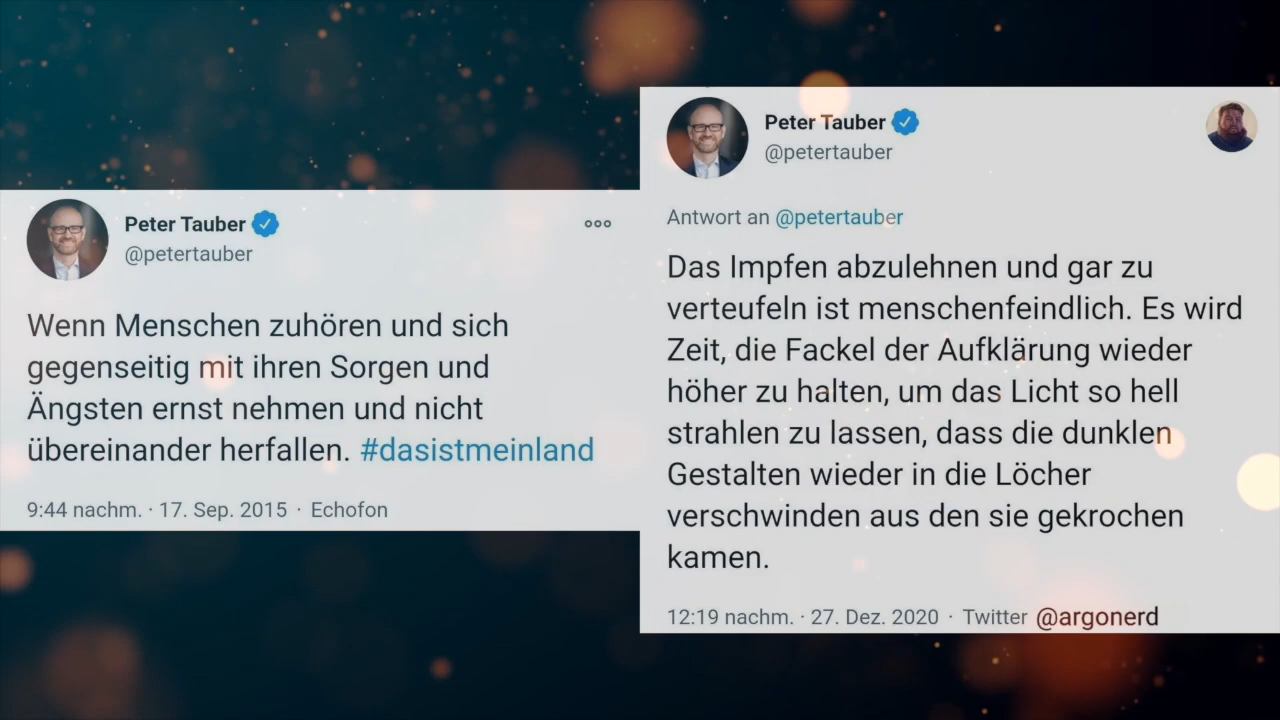 Peter Tauber
@petertauber
Wenn Menschen zuhören und sich
gegenseitig mit ihren Sorgen und
Ängsten ernst nehmen und nicht
übereinander herfallen. #dasistmeinland
9:44 nachm. · 17. Sep. 2015 · Echofon
Peter Tauber
@petertauber
Antwort an @petertauber
Das Impfen abzulehnen und gar zu
verteufeln ist menschenfeindlich. Es wird
Zeit, die Fackel der Aufklärung wieder
höher zu halten, um das Licht so hell
strahlen zu lassen, dass die dunklen
Gestalten wieder in die Löcher
verschwinden aus den sie gekrochen
kamen.
12:19 nachm. · 27. Dez. 2020 · Twitter @argonerd